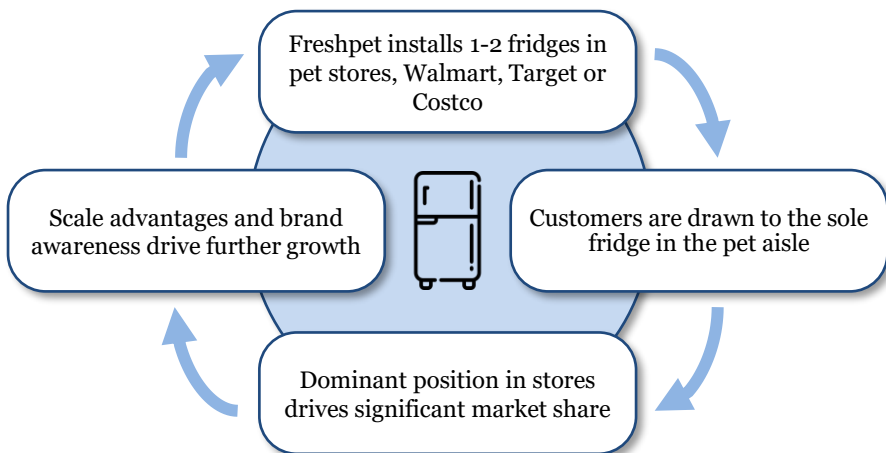 Freshpet installs 1-2 fridges in
pet stores, Walmart, Target or
Costco
Customers are drawn to the sole
fridge in the pet aisle
Dominant position in stores
drives significant market share
Scale advantages and brand
awareness drive further growth